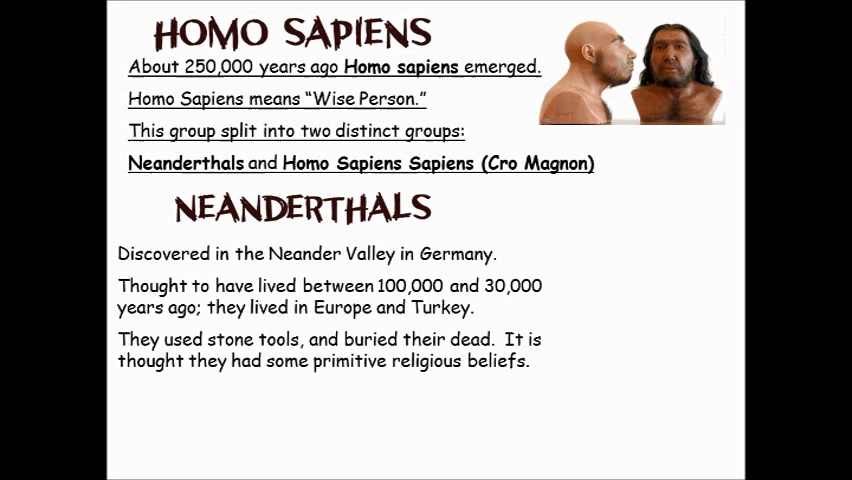 HOMO SAPIENS
About 250,000 years ago Homo sapiens emerged.
Homo Sapiens means “Wise Person.”
This group split into two distinct groups:
Neanderthals and Homo Sapiens Sapiens (Cro Magnon)
NEANDERTHALS
Discovered in the Neander Valley in Germany.
Thought to have lived between 100,000 and 30,000
years ago; they lived in Europe and Turkey.
They used stone tools, and buried their dead. It is
thought they had some primitive religious beliefs.